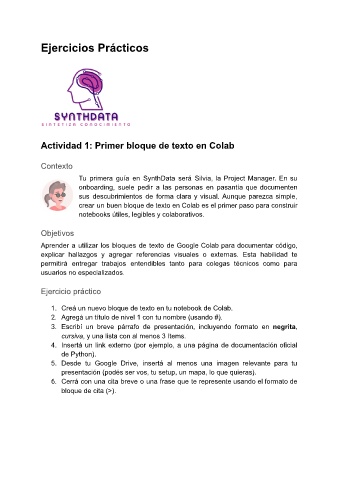 Ejercicios Prácticos
SYNTHDATA
SINTETIZA CONOCIMIENTO
Actividad 1: Primer bloque de texto en Colab
Contexto
Tu primera guía en SynthData será Silvia, la Project Manager. En su
onboarding, suele pedir a las personas en pasantía que documenten
sus descubrimientos de forma clara y visual. Aunque parezca simple,
crear un buen bloque de texto en Colab es el primer paso para construir
notebooks útiles, legibles y colaborativos.
Objetivos
Aprender a utilizar los bloques de texto de Google Colab para documentar código,
explicar hallazgos y agregar referencias visuales o externas. Esta habilidad te
permitirá entregar trabajos entendibles tanto para colegas técnicos como para
usuarios no especializados.
Ejercicio práctico
1. Creá un nuevo bloque de texto en tu notebook de Colab.
2. Agregá un título de nivel 1 con tu nombre (usando #).
3. Escribí un breve párrafo de presentación, incluyendo formato en negrita,
cursiva, y una lista con al menos 3 ítems.
4. Insertá un link externo (por ejemplo, a una página de documentación oficial
de Python).
5. Desde tu Google Drive, insertá al menos una imagen relevante para tu
presentación (podés ser vos, tu setup, un mapa, lo que quieras).
6. Cerrá con una cita breve o una frase que te represente usando el formato de
bloque de cita (>).